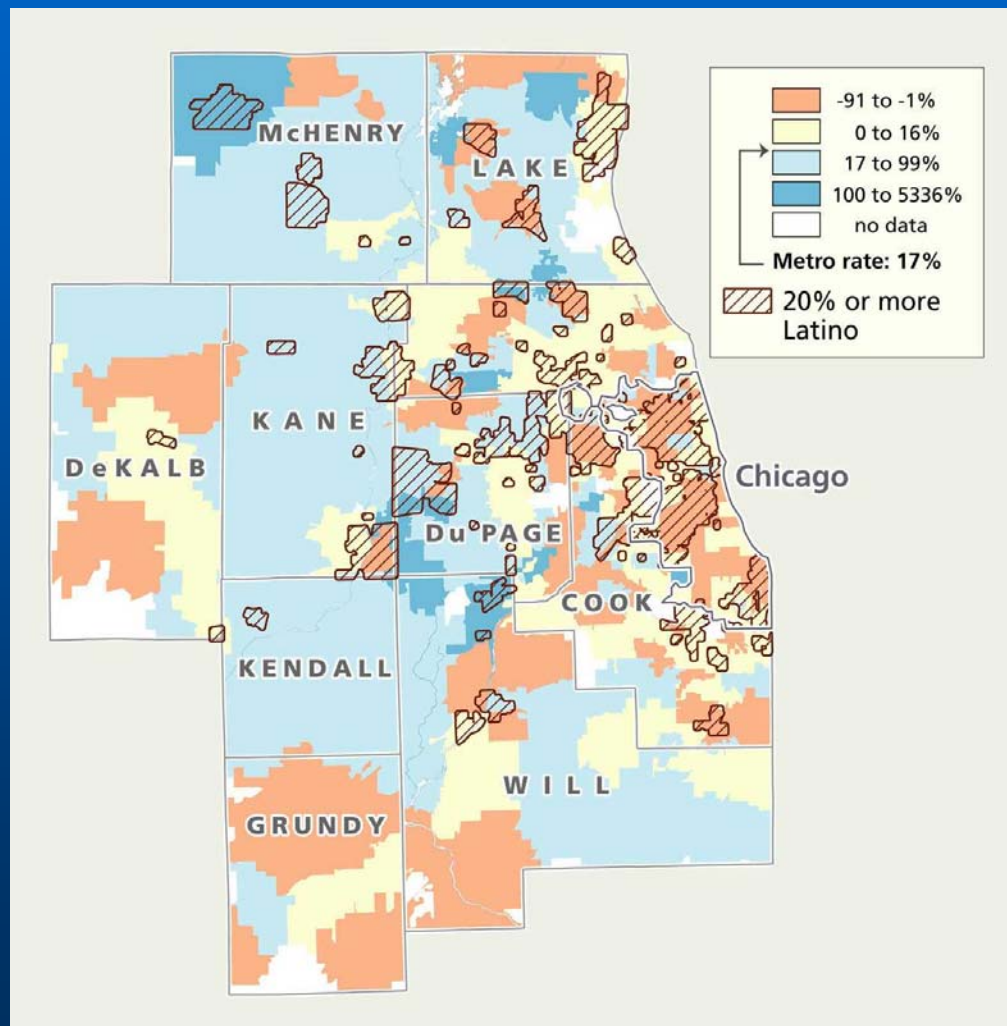 -91 to -1%
0 to 16%
17 to 99%
100 to 5336%
no data
Metro rate: 17%
20% or more
Latino
McHENRY
LAKE
KANE
DeKALB
Chicago
Du PAGE
COOK
KENDALL
WILL
GRUNDY